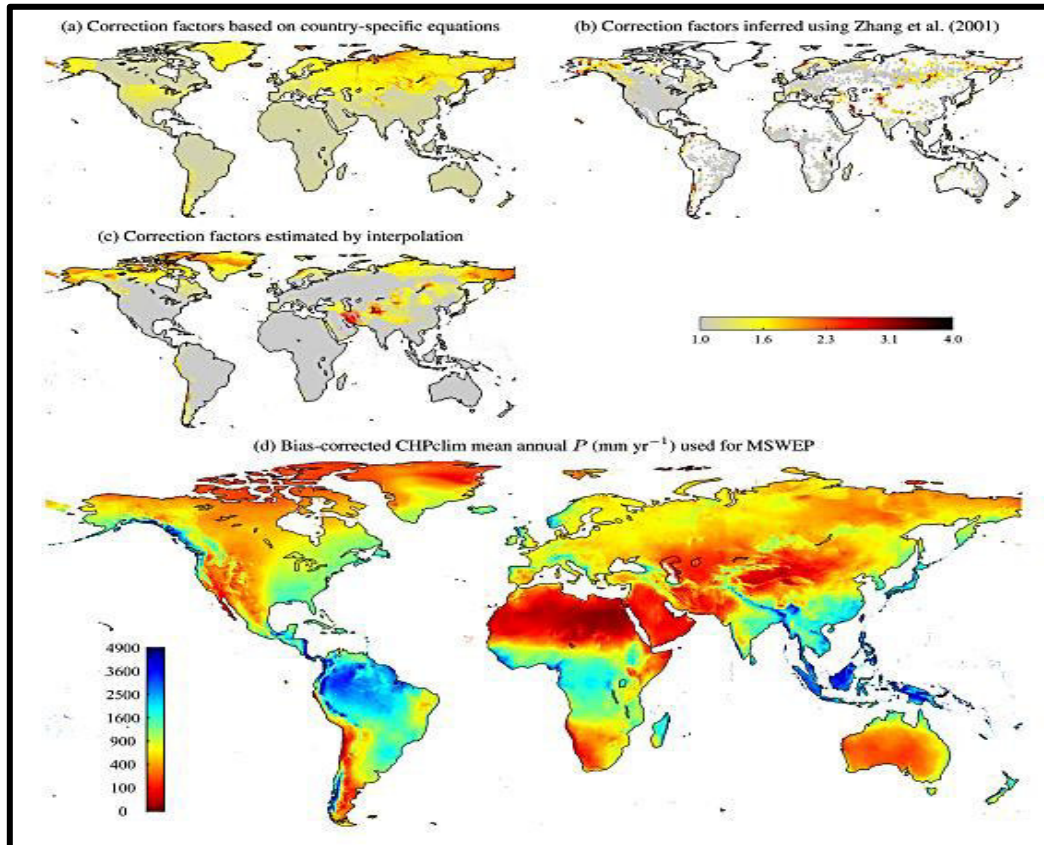 (a) Correction factors based on country-specific equations
(b) Correction factors inferred using Zhang et al. (2001)
(c) Correction factors estimated by interpolation
1.0 1.6 2.3 3.1 4.0
(d) Bias-corrected CHPclim mean annual P (mm yr⁻¹) used for MSWEP
4900
3600
2500
1600
900
400
100
0